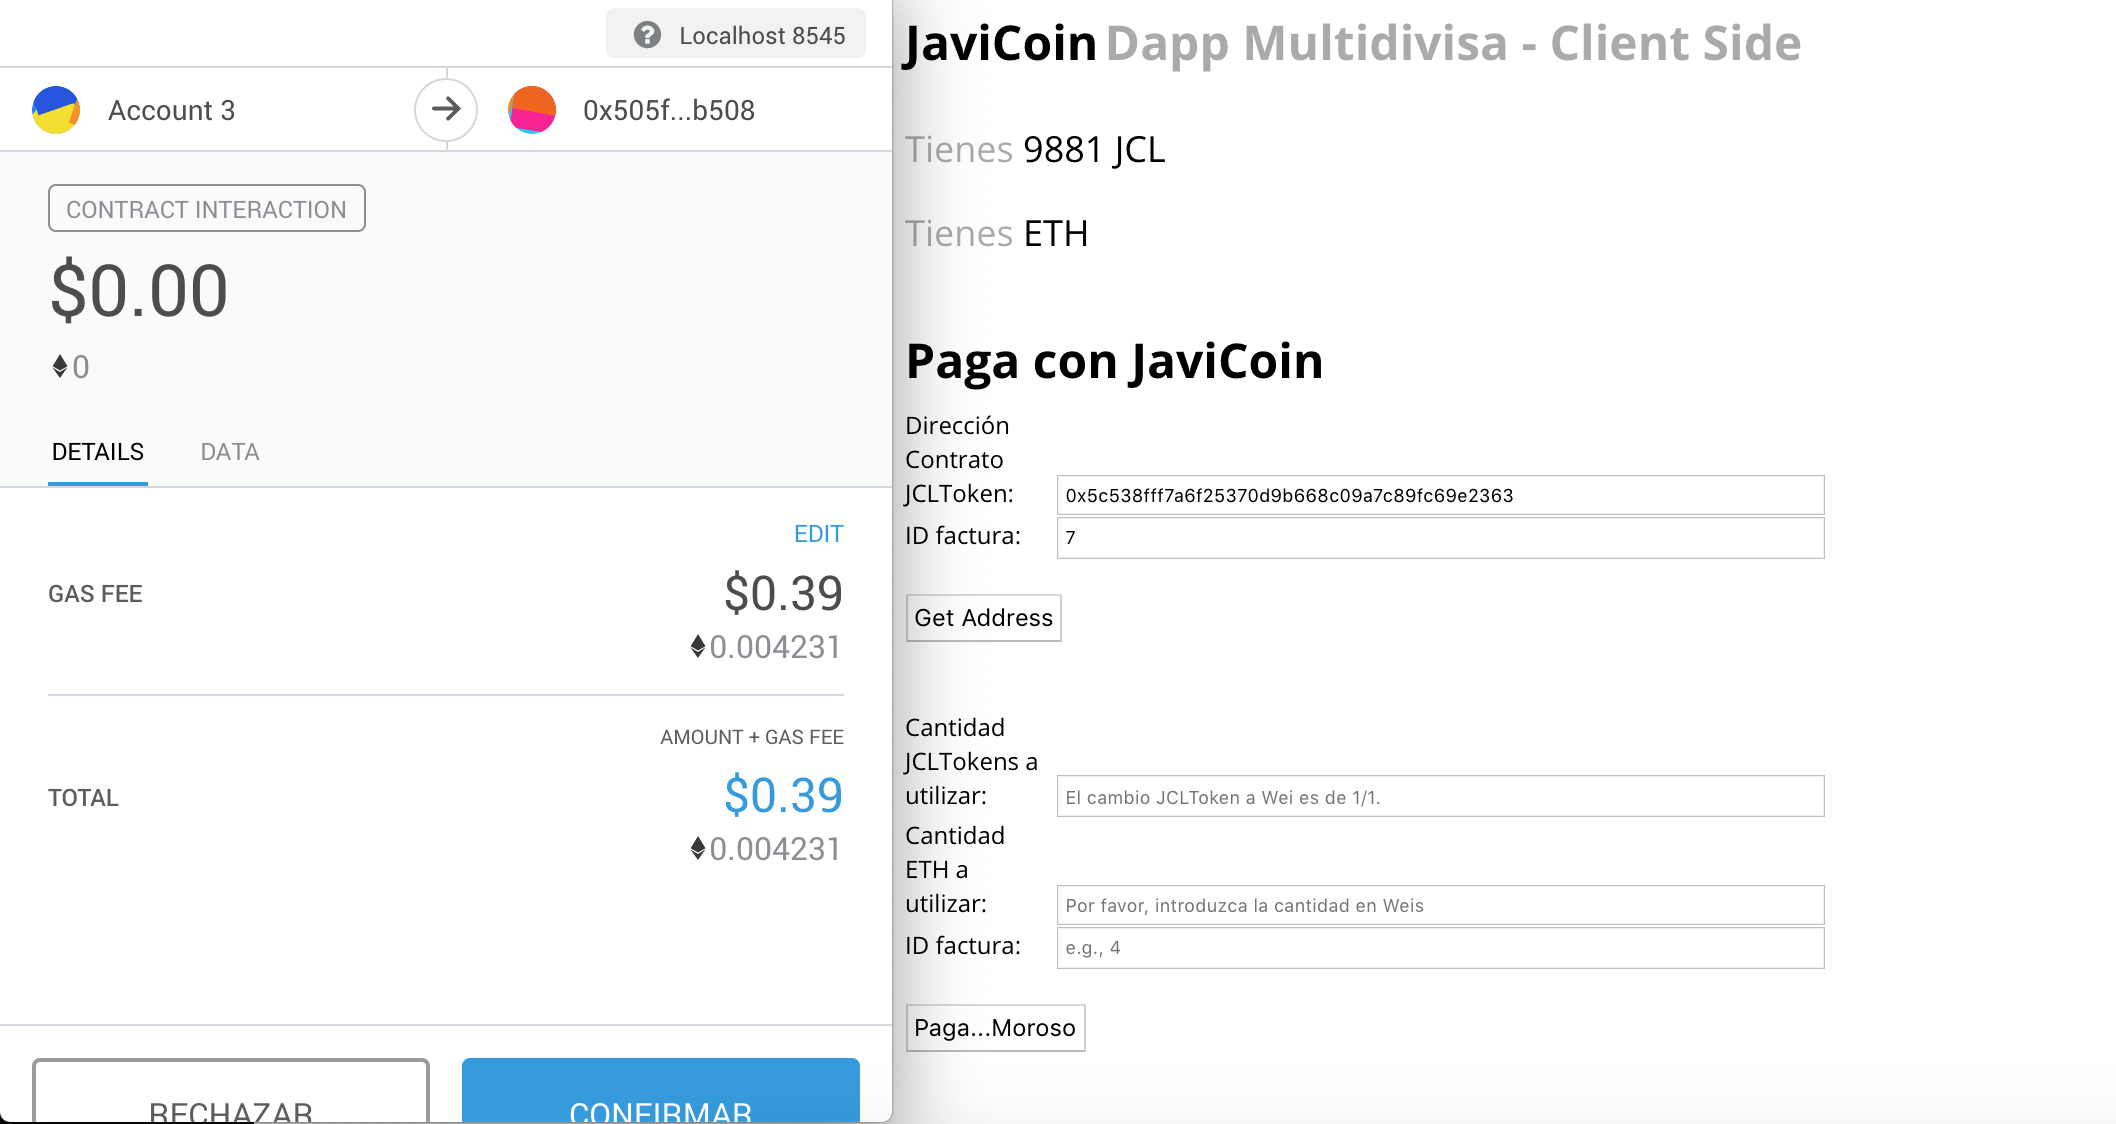 Localhost 8545
Account 3
0x505f...b508
CONTRACT INTERACTION
$0.00
0
DETAILS DATA
EDIT
GAS FEE
$0.39
0.004231
AMOUNT + GAS FEE
TOTAL
$0.39
0.004231
RECHAZAR
CONFIRMAR
JaviCoin Dapp Multidivisa - Client Side
Tienes 9881 JCL
Tienes ETH
Paga con JaviCoin
Dirección
Contrato
JCLToken: 0x5c538fff7a6f25370d9b668c09a7c89fc69e2363
ID factura: 7
Get Address
Cantidad
JCLTokens a
utilizar: El cambio JCLToken a Wei es de 1/1.
Cantidad
ETH a
utilizar: Por favor, introduzca la cantidad en Weis
ID factura: e.g., 4
Paga...Moroso